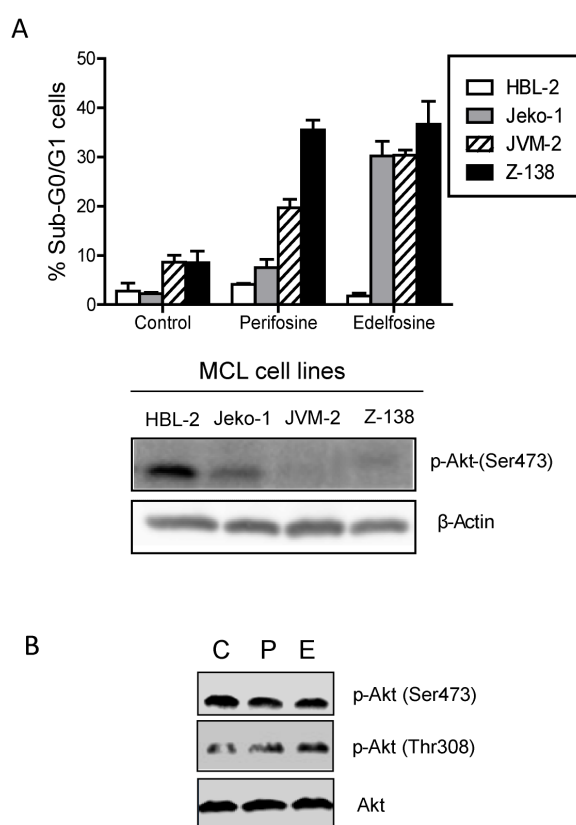 A
50
40
30
20
10
0
% Sub-G0/G1 cells
HBL-2
Jeko-1
JVM-2
Z-138
Control Perifosine Edelfosine
MCL cell lines
HBL-2 Jeko-1 JVM-2 Z-138
p-Akt-(Ser473)
β-Actin
B
C P E
p-Akt (Ser473)
p-Akt (Thr308)
Akt